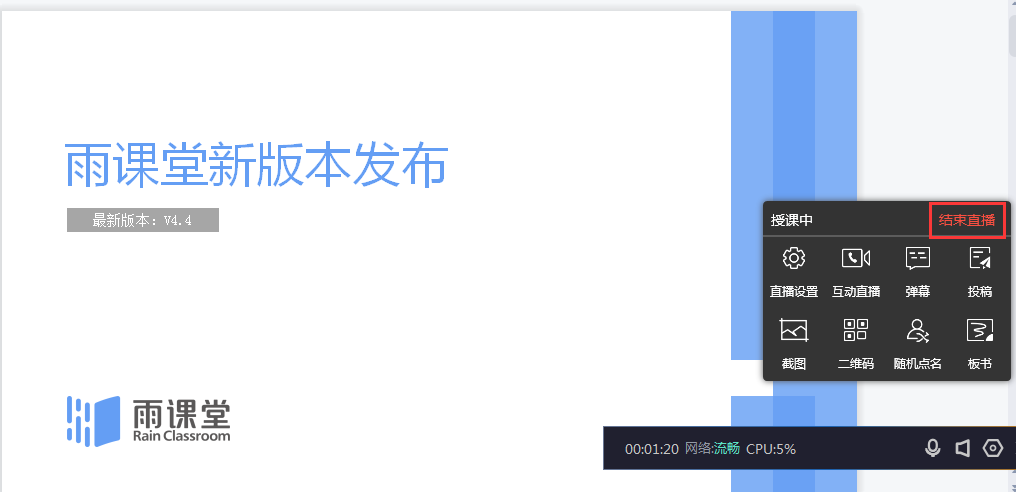 雨课堂新版本发布
最新版本：V4.4
授课中 结束直播
直播设置 互动直播 弹幕 投稿
截图 二维码 随机点名 板书
雨课堂
Rain Classroom
00:01:20 网络:流畅 CPU:5%